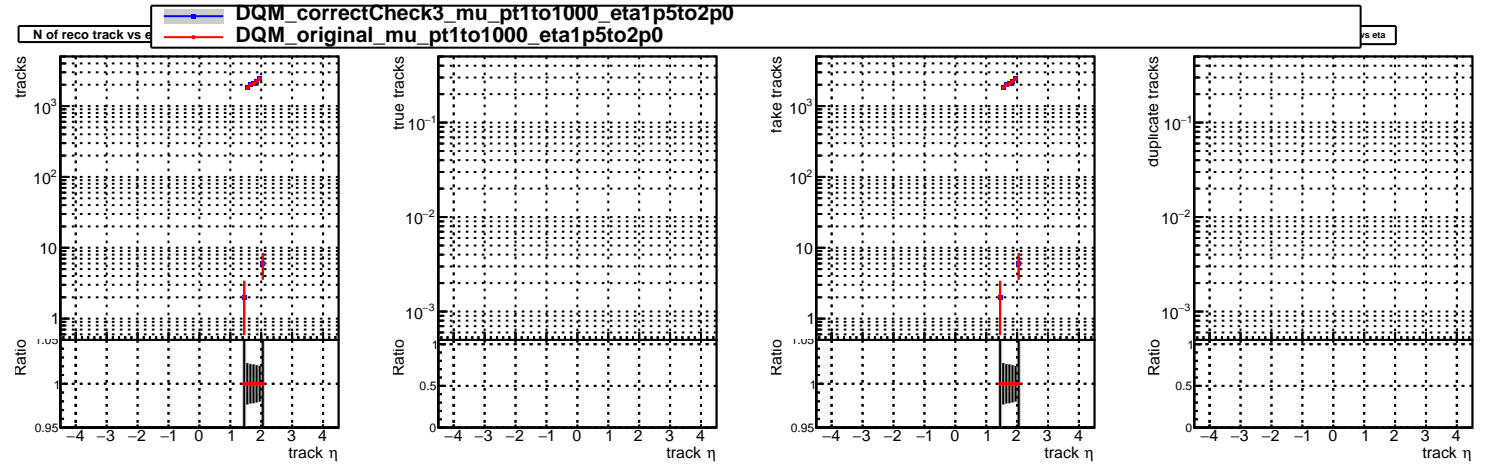 DQM_correctCheck3_mu_pt1to1000_eta1p5to2p0
DQM_original_mu_pt1to1000_eta1p5to2p0
N of reco track vs e
vs eta
tracks
10³
10²
10
1
Ratio
1.05
1
0.95
−4 −3 −2 −1 0 1 2 3 4
track η
true tracks
10⁻¹
10⁻²
10⁻³
Ratio
1
0.5
0
−4 −3 −2 −1 0 1 2 3 4
track η
fake tracks
10³
10²
10
1
Ratio
1.05
1
0.95
−4 −3 −2 −1 0 1 2 3 4
track η
duplicate tracks
10⁻¹
10⁻²
10⁻³
Ratio
1
0.5
0
−4 −3 −2 −1 0 1 2 3 4
track η